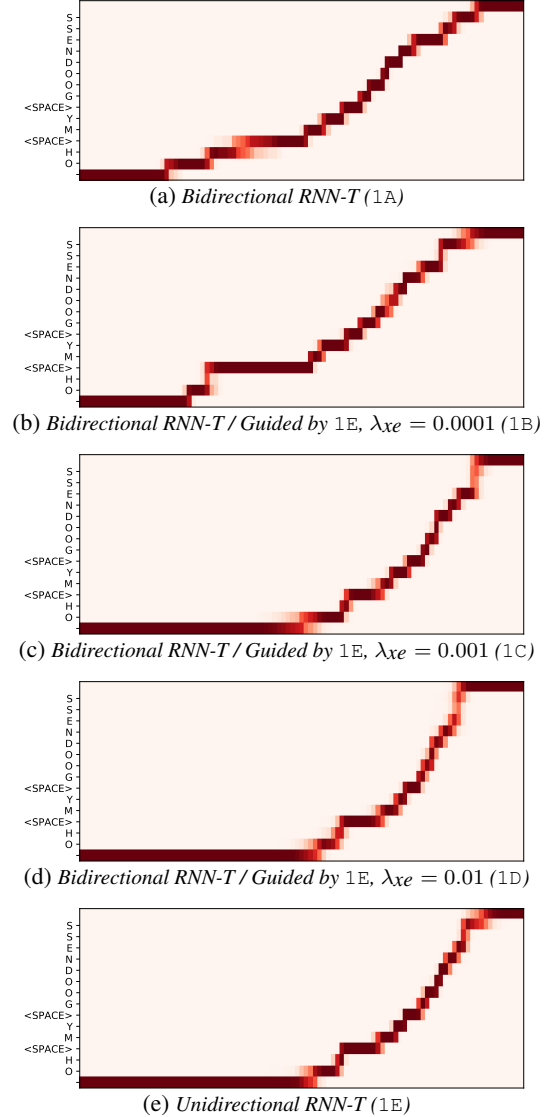 S
S
E
N
D
O
O
G
<SPACE>
Y
M
<SPACE>
H
O
(a) Bidirectional RNN-T (1A)
S
S
E
N
D
O
O
G
<SPACE>
Y
M
<SPACE>
H
O
(b) Bidirectional RNN-T / Guided by 1E, λxe = 0.0001 (1B)
S
S
E
N
D
O
O
G
<SPACE>
Y
M
<SPACE>
H
O
(c) Bidirectional RNN-T / Guided by 1E, λxe = 0.001 (1C)
S
S
E
N
D
O
O
G
<SPACE>
Y
M
<SPACE>
H
O
(d) Bidirectional RNN-T / Guided by 1E, λxe = 0.01 (1D)
S
S
E
N
D
O
O
G
<SPACE>
Y
M
<SPACE>
H
O
(e) Unidirectional RNN-T (1E)